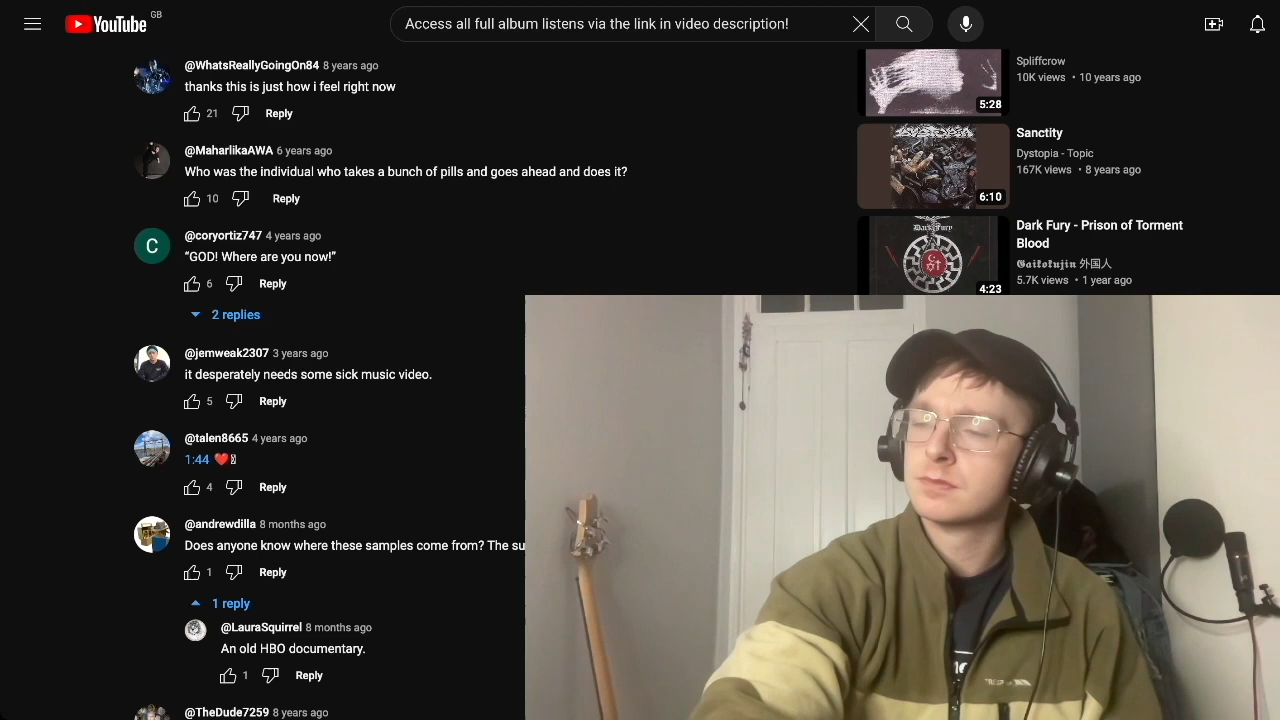 YouTube GB
Access all full album listens via the link in video description!
8 years ago
thanks
just how i feel right now
21 Reply
@MaharlikaAWA 6 years ago
Who was the individual who takes a bunch of pills and goes ahead and does it?
10 Reply
C
@coryortiz747 4 years ago
“GOD! Where are you now!”
6 Reply
2 replies
@jemweak2307 3 years ago
it desperately needs some sick music video.
5 Reply
@talen8665 4 years ago
1:44
4 Reply
@andrewdilla 8 months ago
Does anyone know where these samples come from? The su
1 Reply
1 reply
@LauraSquirrel 8 months ago
An old HBO documentary.
1 Reply
@TheDude7259 8 years ago
Spliffcrow
10K views • 10 years ago
5:28
Sanctity
Dystopia - Topic
167K views • 8 years ago
6:10
Dark Fury - Prison of Torment
Blood
𝕲𝖆𝖎𝖐𝖔𝖐𝖚𝖏𝖎𝖓 外国人
5.7K views • 1 year ago
Dark Fury
4:23